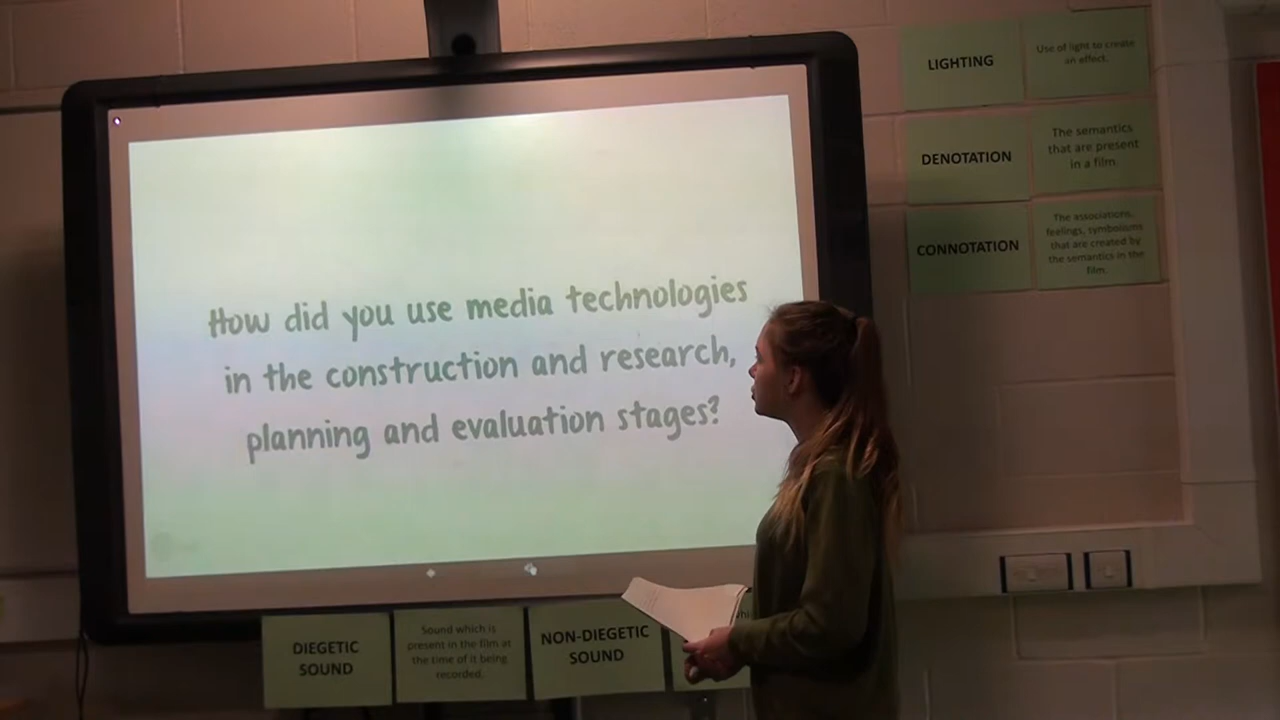 How did you use media technologies
in the construction and research,
planning and evaluation stages?
LIGHTING
Use of light to create
an effect.
DENOTATION
The semantics
that are present
in a film.
CONNOTATION
The associations,
feelings, symbolisms
that are created by
the semantics in the
film.
DIEGETIC
SOUND
Sound which is
present in the film at
the time of it being
recorded.
NON-DIEGETIC
SOUND